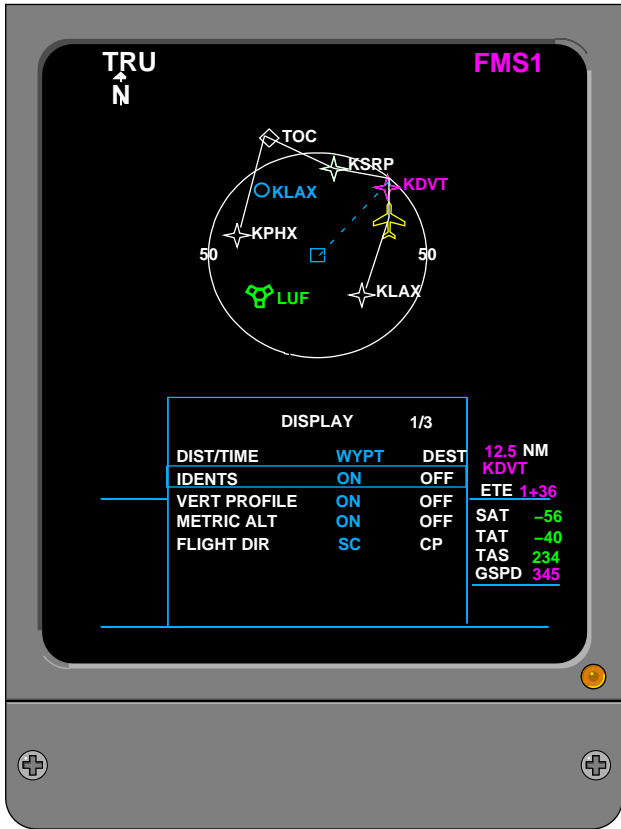 TRU
FMS1
N
TOC
KSRP
KLAX
KDVT
KPHX
50
50
LUF
KLAX
DISPLAY 1/3
DIST/TIME WYPT DEST
IDENTS ON OFF
VERT PROFILE ON OFF
METRIC ALT ON OFF
FLIGHT DIR SC CP
12.5 NM
KDVT
ETE 1+36
SAT –56
TAT –40
TAS 234
GSPD 345